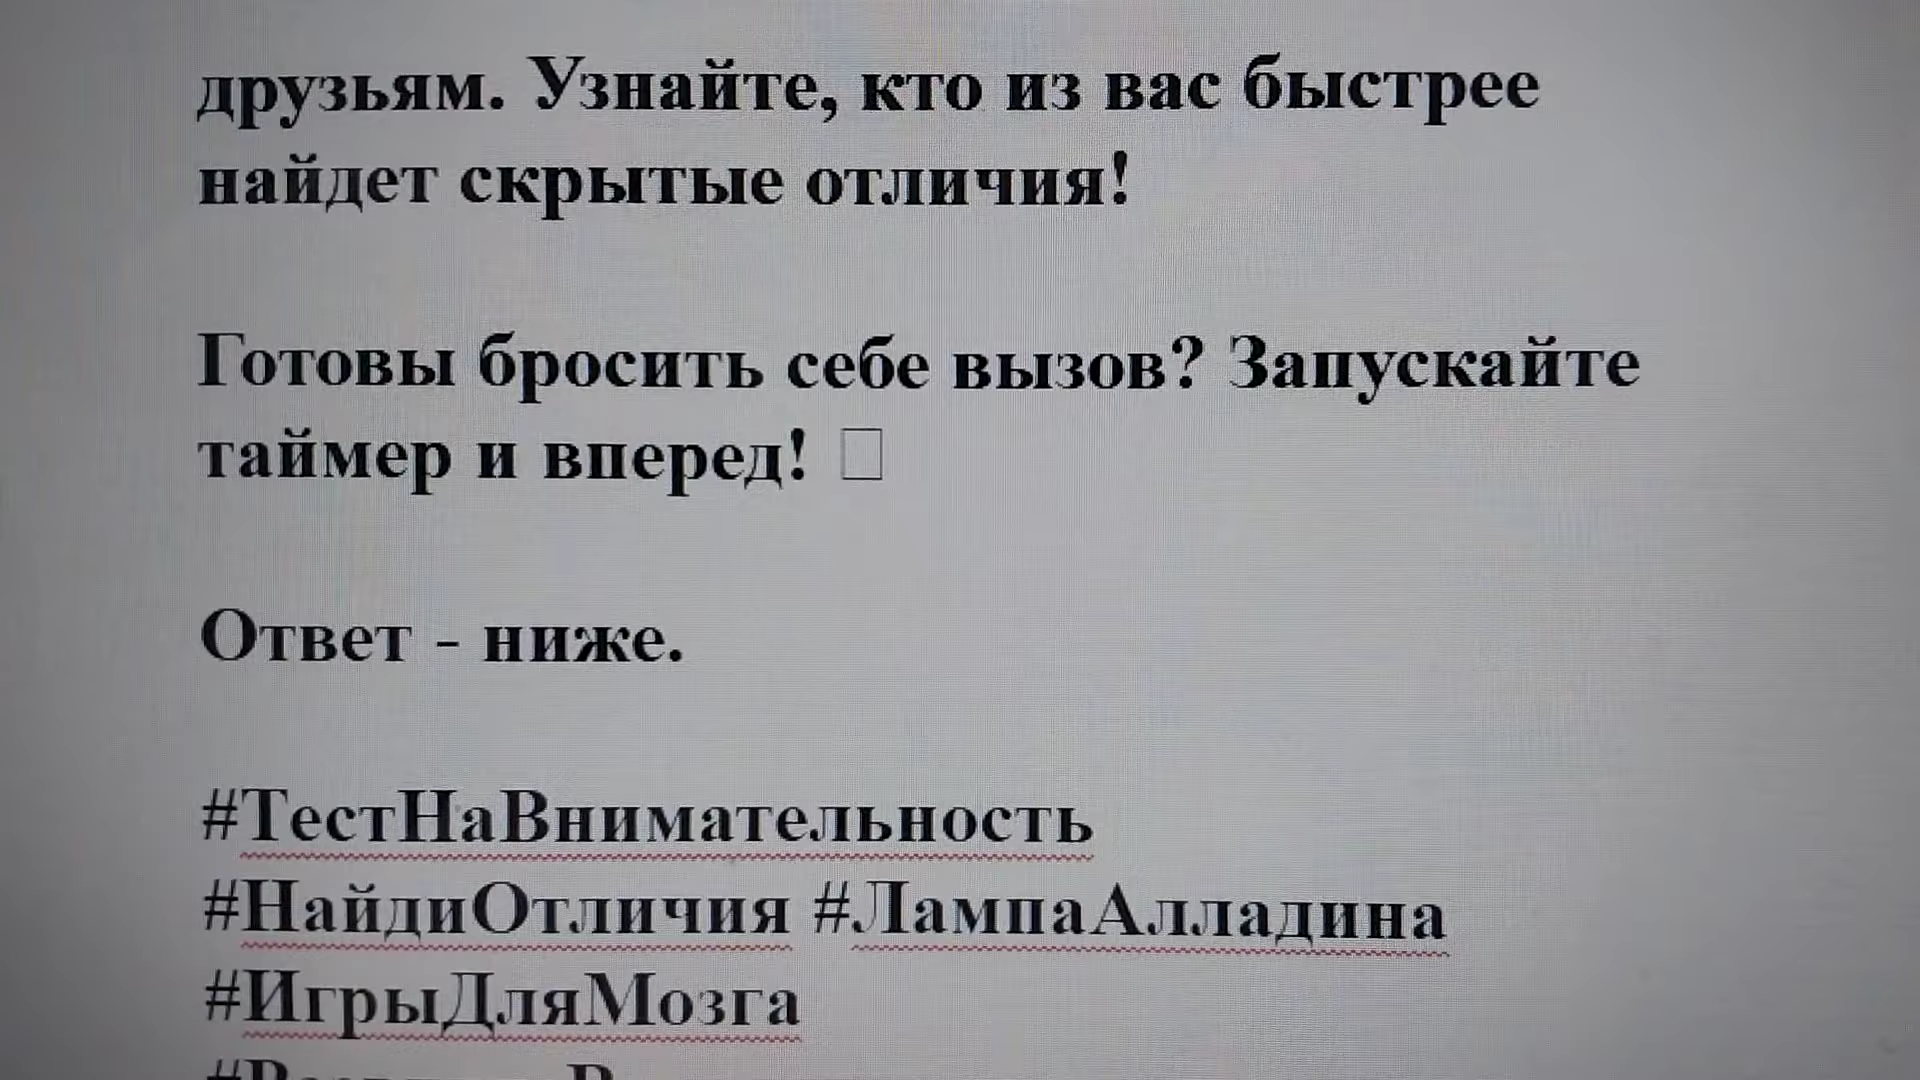 друзьям. Узнайте, кто из вас быстрее
найдет скрытые отличия!
Готовы бросить себе вызов? Запускайте
таймер и вперед! □
Ответ - ниже.
#ТестНаВнимательность
#НайдиОтличия #ЛампаАлладина
#ИгрыДляМозга